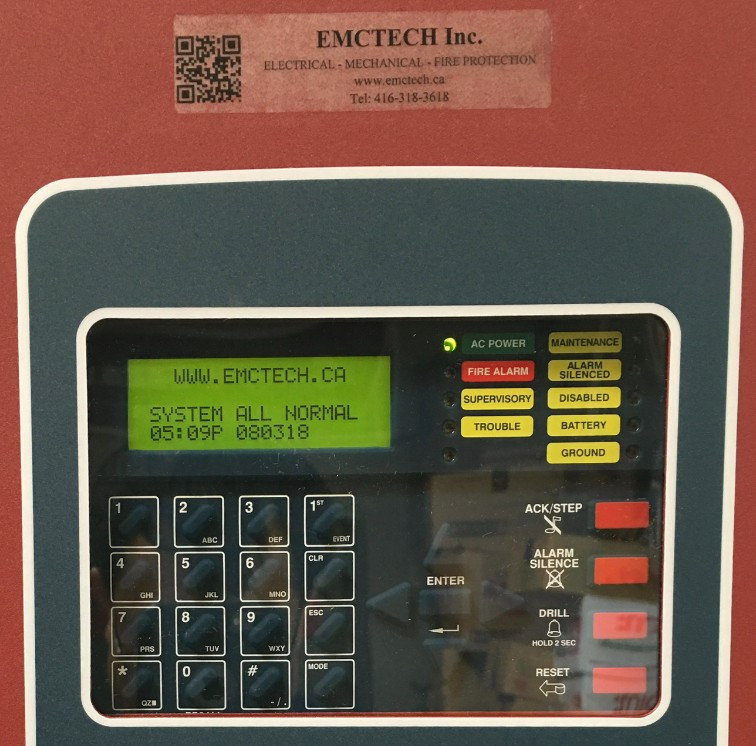 EMCTECH Inc.
ELECTRICAL - MECHANICAL - FIRE PROTECTION
www.emctech.ca
Tel: 416-318-3618
WWW.EMCTECH.CA
SYSTEM ALL NORMAL
05:09P 080318
AC POWER
FIRE ALARM
SUPERVISORY
TROUBLE
MAINTENANCE
ALARM
SILENCED
DISABLED
BATTERY
GROUND
1
2 ABC
3 DEF
1ST EVENT
4 GHI
5 JKL
6 MNO
CLR
7 PRS
8 TUV
9 WXY
ESC
* QZ
0
# - / .
MODE
ENTER
ACK/STEP
ALARM
SILENCE
DRILL
HOLD 2 SEC
RESET